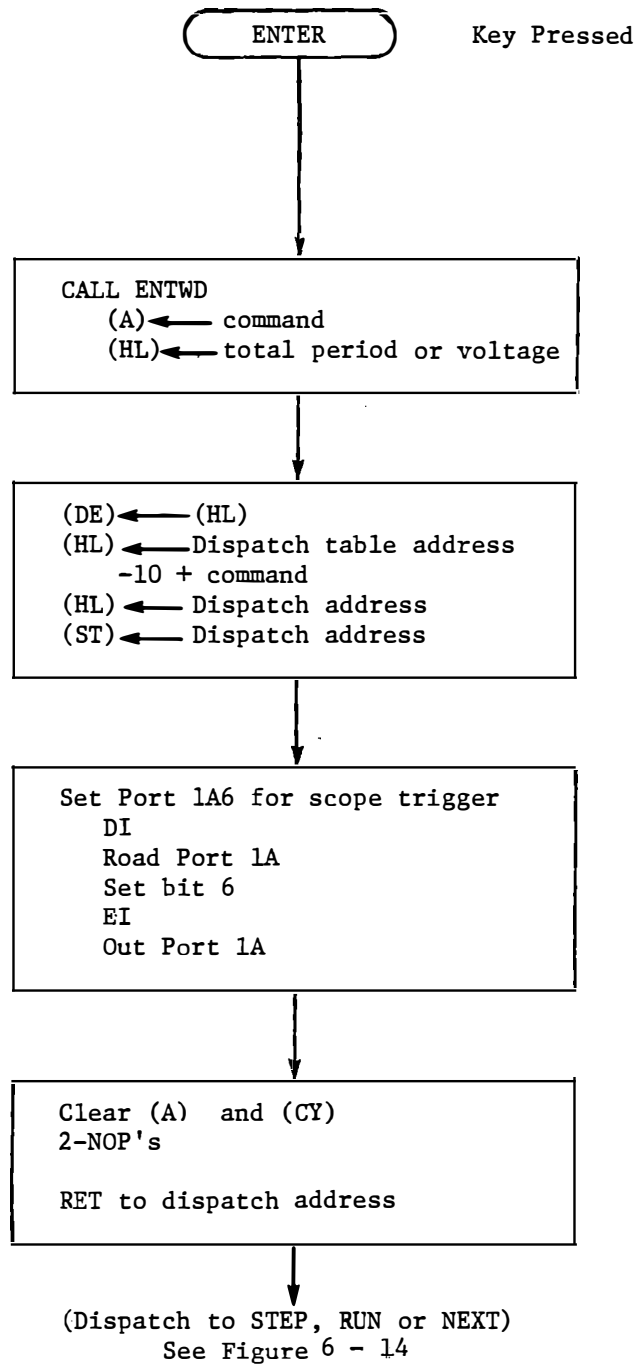 ENTER Key Pressed
CALL ENTWD
(A) ← command
(HL) ← total period or voltage
(DE) ← (HL)
(HL) ← Dispatch table address
-10 + command
(HL) ← Dispatch address
(ST) ← Dispatch address
Set Port 1A6 for scope trigger
DI
Road Port 1A
Set bit 6
EI
Out Port 1A
Clear (A) and (CY)
2-NOP's
RET to dispatch address
(Dispatch to STEP, RUN or NEXT)
See Figure 6 - 14